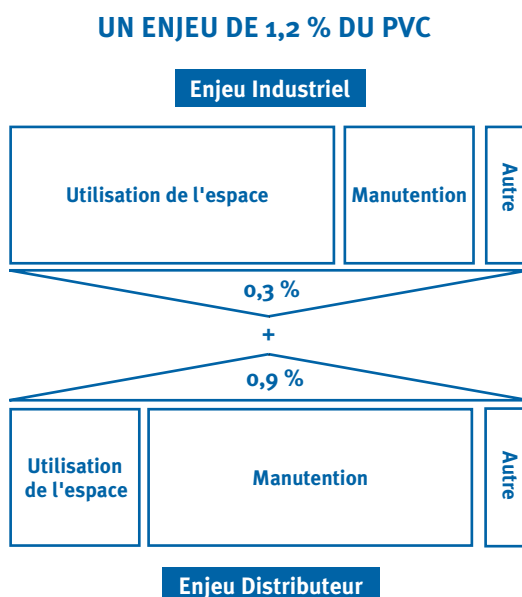 UN ENJEU DE 1,2 % DU PVC
Enjeu Industriel
Utilisation de l'espace
Manutention
Autre
0,3 %
+
0,9 %
Utilisation
de l'espace
Manutention
Autre
Enjeu Distributeur